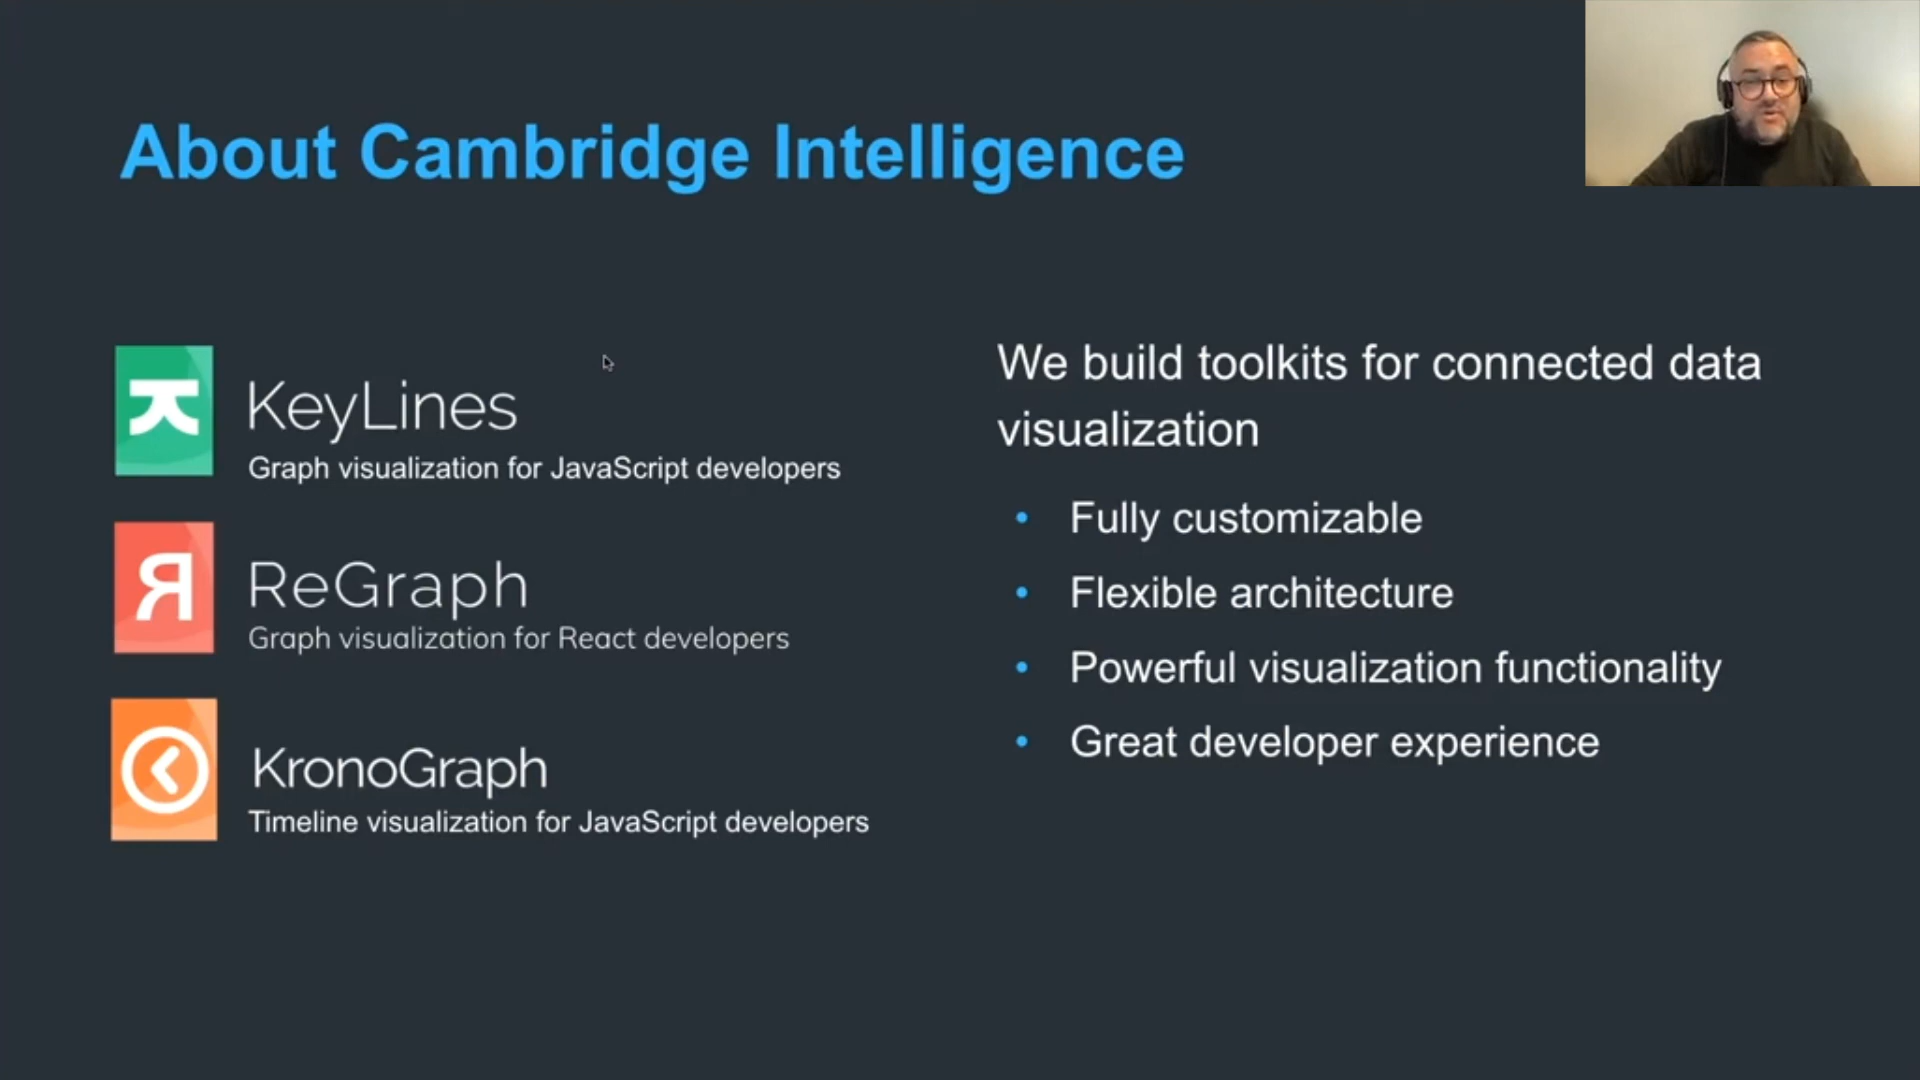 About Cambridge Intelligence
KeyLines
Graph visualization for JavaScript developers
ReGraph
Graph visualization for React developers
KronoGraph
Timeline visualization for JavaScript developers
We build toolkits for connected data
visualization
• Fully customizable
• Flexible architecture
• Powerful visualization functionality
• Great developer experience